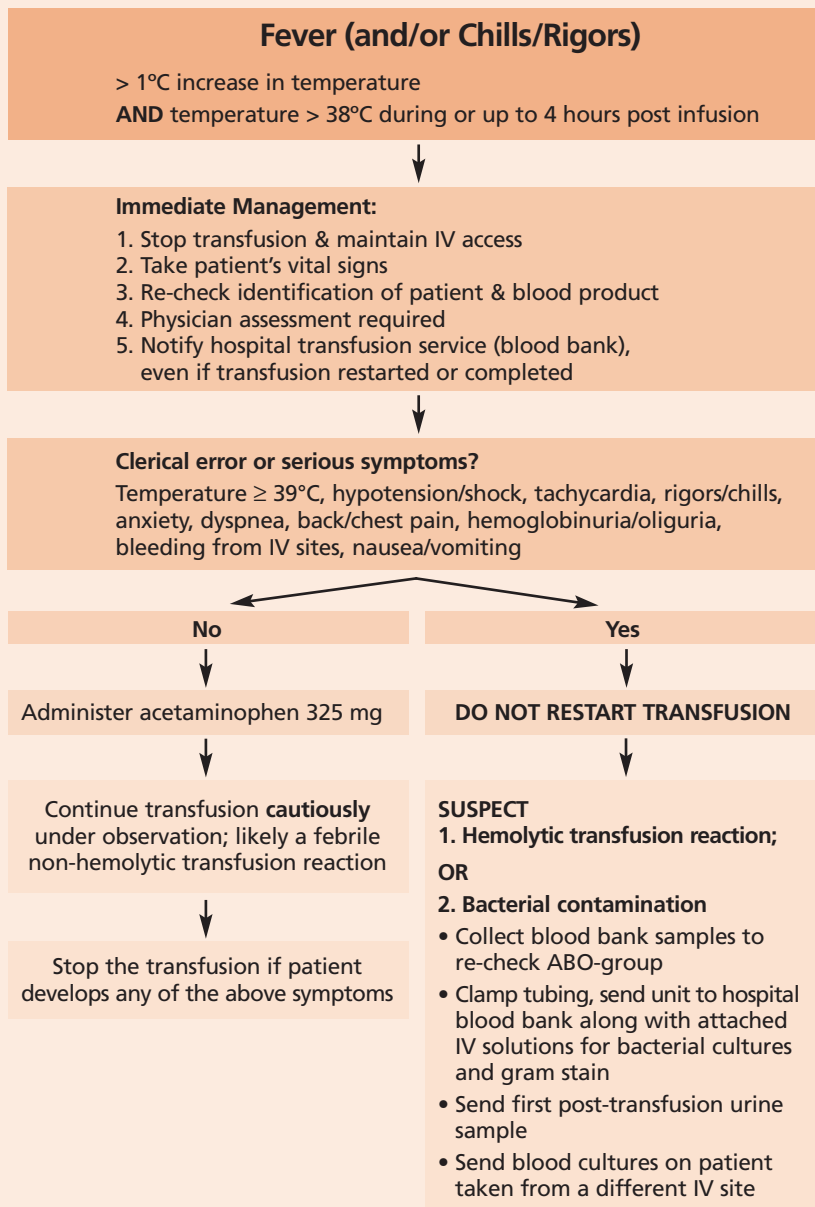 Fever (and/or Chills/Rigors)
> 1ºC increase in temperature
AND temperature > 38ºC during or up to 4 hours post infusion
Immediate Management:
1. Stop transfusion & maintain IV access
2. Take patient's vital signs
3. Re-check identification of patient & blood product
4. Physician assessment required
5. Notify hospital transfusion service (blood bank),
even if transfusion restarted or completed
Clerical error or serious symptoms?
Temperature ≥ 39°C, hypotension/shock, tachycardia, rigors/chills,
anxiety, dyspnea, back/chest pain, hemoglobinuria/oliguria,
bleeding from IV sites, nausea/vomiting
No
Administer acetaminophen 325 mg
Continue transfusion cautiously
under observation; likely a febrile
non-hemolytic transfusion reaction
Stop the transfusion if patient
develops any of the above symptoms
Yes
DO NOT RESTART TRANSFUSION
SUSPECT
1. Hemolytic transfusion reaction;
OR
2. Bacterial contamination
• Collect blood bank samples to
re-check ABO-group
• Clamp tubing, send unit to hospital
blood bank along with attached
IV solutions for bacterial cultures
and gram stain
• Send first post-transfusion urine
sample
• Send blood cultures on patient
taken from a different IV site